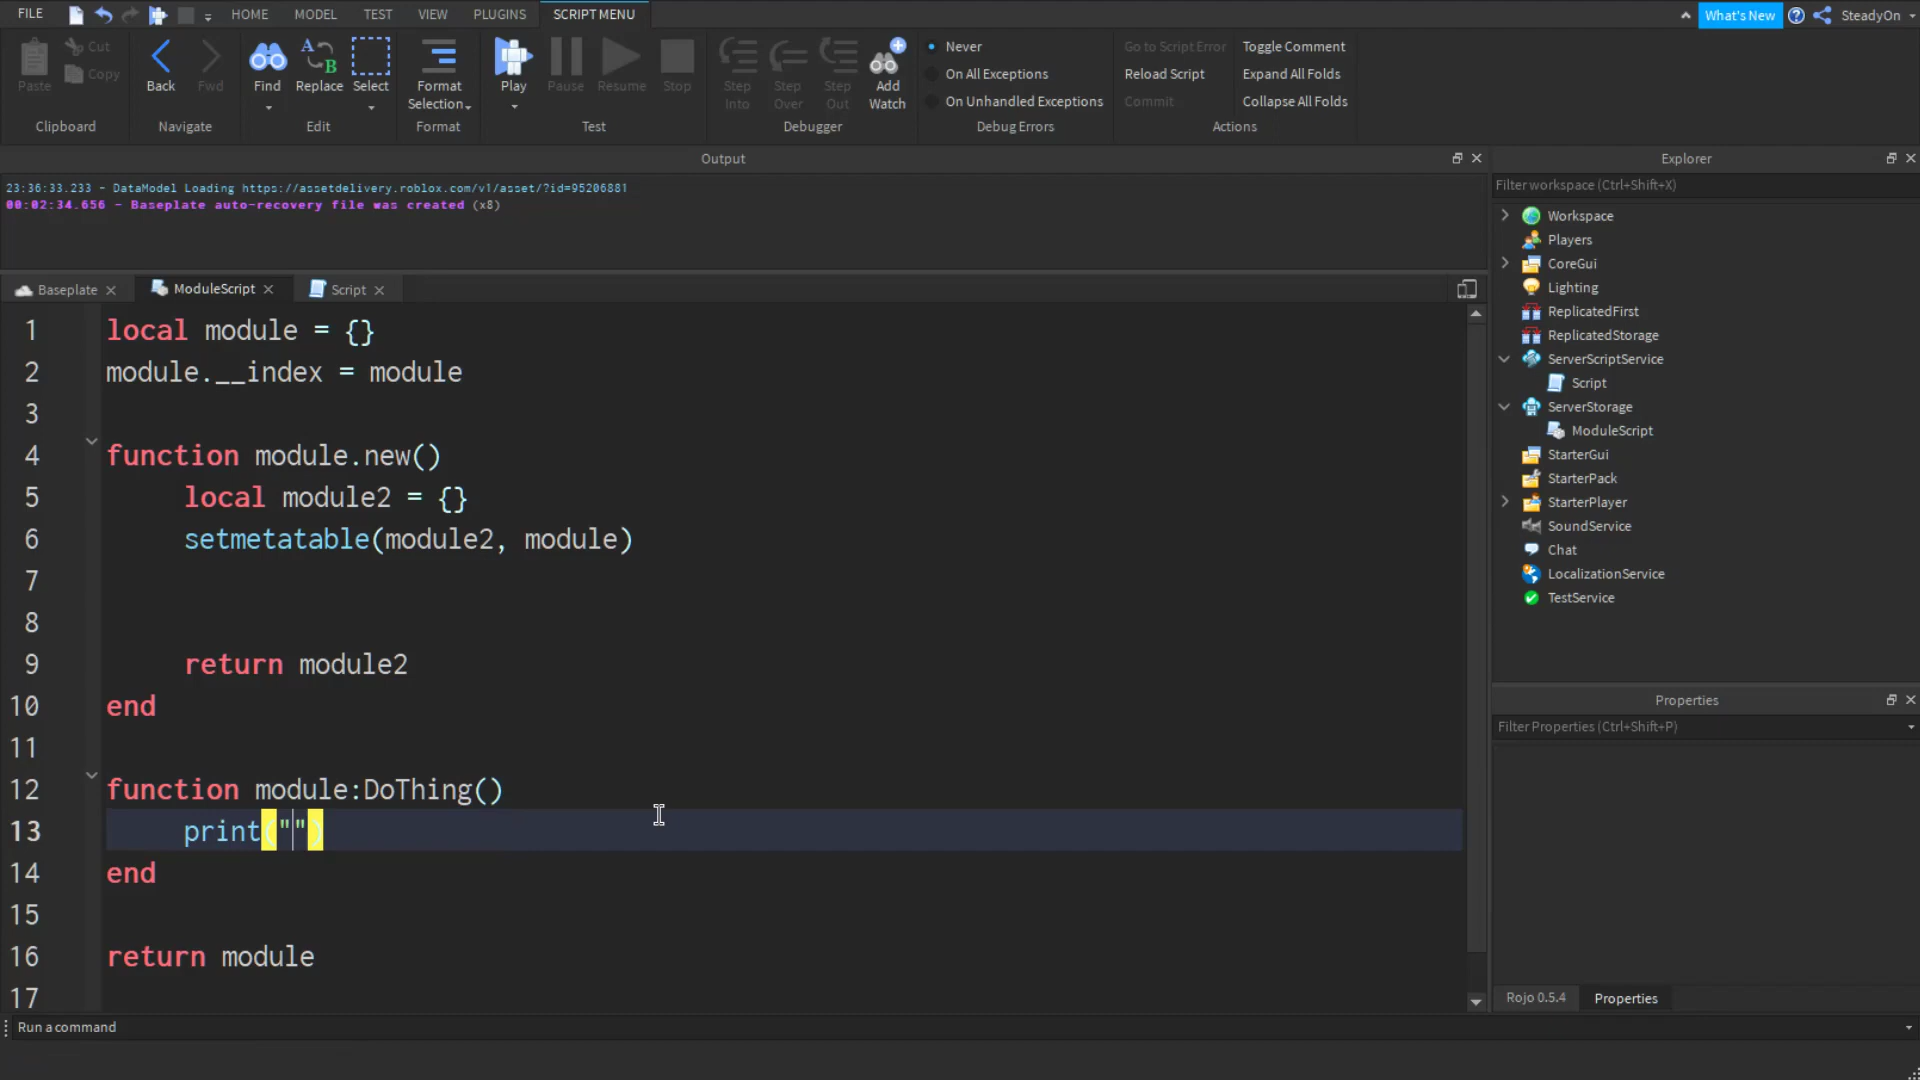 FILE HOME MODEL TEST VIEW PLUGINS SCRIPT MENU What's New SteadyOn
Paste Cut Copy Clipboard
Back Fwd Navigate
Find Replace Select Edit
Format Selection Format
Play Pause Resume Stop Test
Step Into Step Over Step Out Add Watch Debugger
Never
On All Exceptions
On Unhandled Exceptions
Debug Errors
Go to Script Error Toggle Comment
Reload Script Expand All Folds
Commit Collapse All Folds
Actions
Output
23:36:33.233 - DataModel Loading https://assetdelivery.roblox.com/v1/asset/?id=95206881
00:02:34.656 - Baseplate auto-recovery file was created (x8)
Baseplate ModuleScript Script
1 local module = {}
2 module.__index = module
3
4 function module.new()
5 local module2 = {}
6 setmetatable(module2, module)
7
8
9 return module2
10 end
11
12 function module:DoThing()
13 print("")
14 end
15
16 return module
17
Run a command
Explorer
Filter workspace (Ctrl+Shift+X)
Workspace
Players
CoreGui
Lighting
ReplicatedFirst
ReplicatedStorage
ServerScriptService
Script
ServerStorage
ModuleScript
StarterGui
StarterPack
StarterPlayer
SoundService
Chat
LocalizationService
TestService
Properties
Filter Properties (Ctrl+Shift+P)
Rojo 0.5.4 Properties